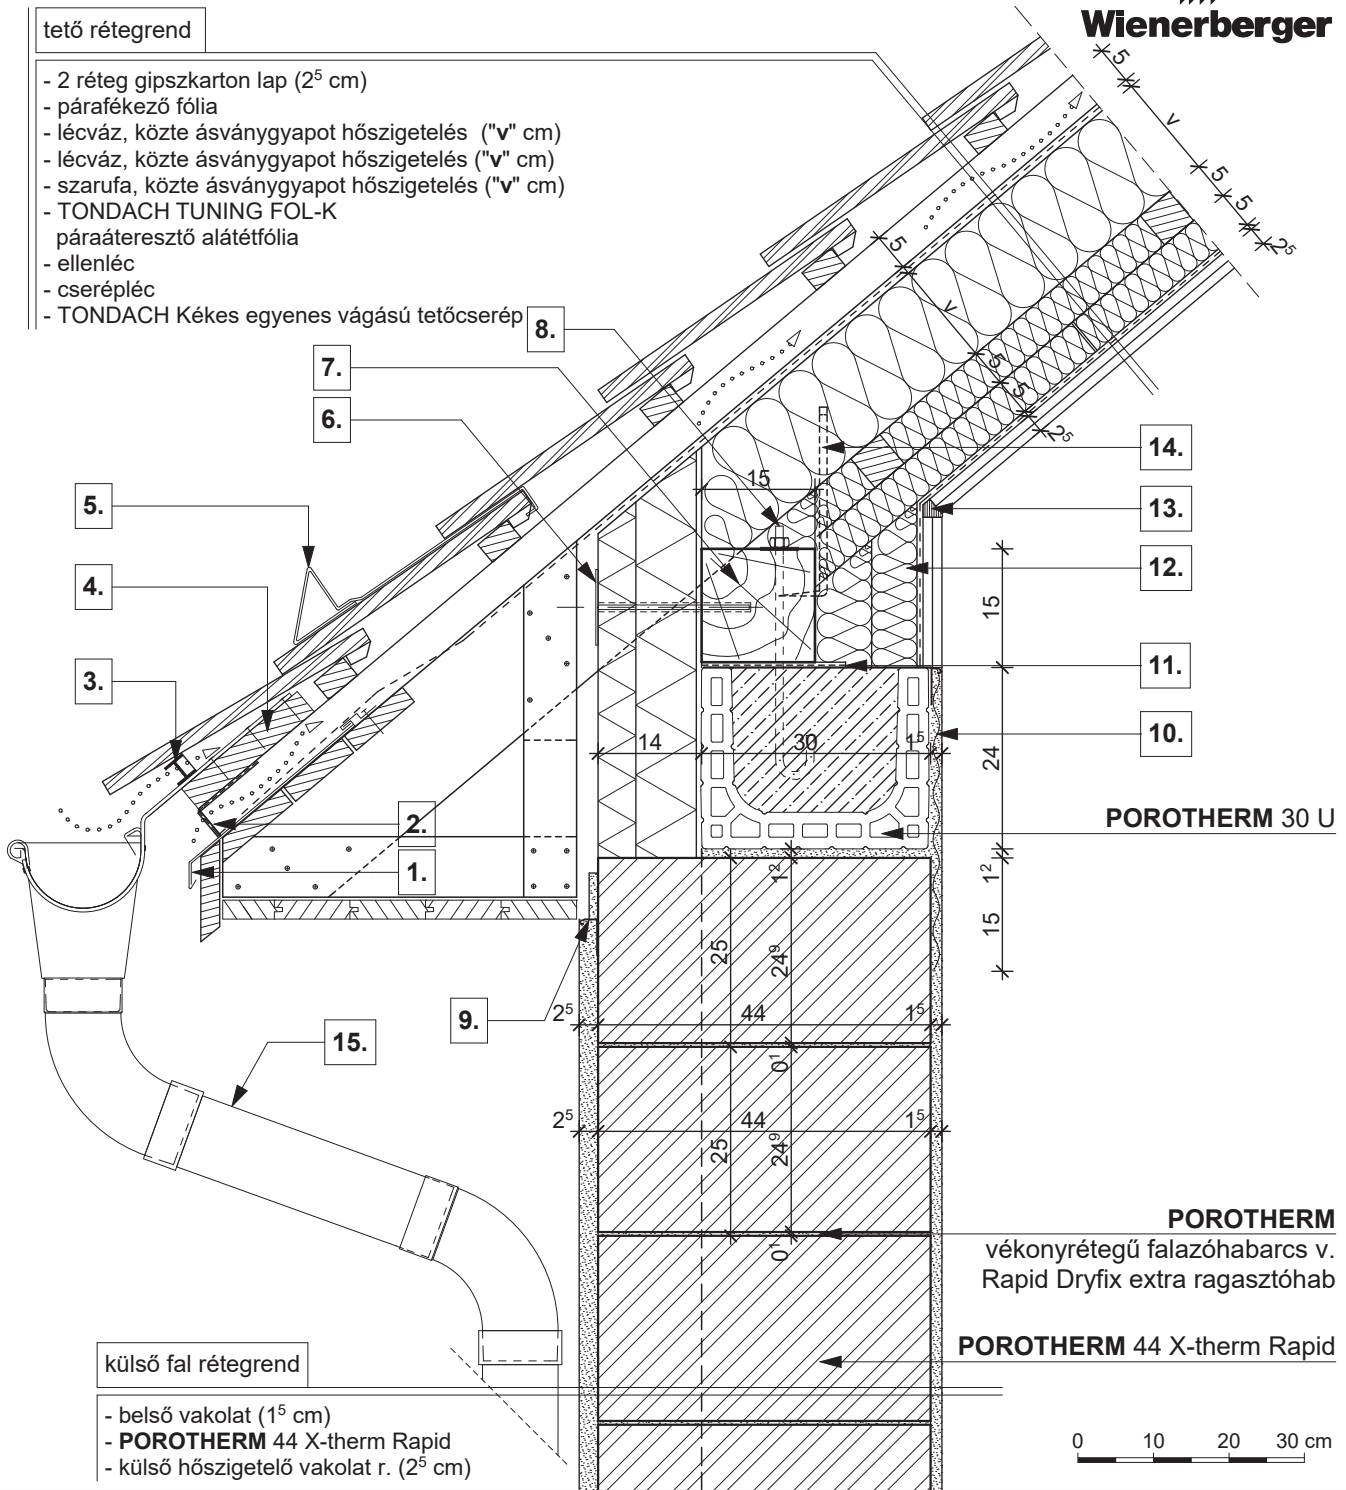 Wienerberger
tető rétegrend
- 2 réteg gipszkarton lap (2⁵ cm)
- párafékező fólia
- lécváz, közte ásványgyapot hőszigetelés ("v" cm)
- lécváz, közte ásványgyapot hőszigetelés ("v" cm)
- szarufa, közte ásványgyapot hőszigetelés ("v" cm)
- TONDACH TUNING FOL-K
páraáteresztő alátétfólia
- ellenléc
- cserépléc
- TONDACH Kékes egyenes vágású tetőcserép
5
v
5
5
2⁵
5
v
5
5
2⁵
8.
7.
6.
5.
4.
3.
2.
1.
14.
13.
12.
11.
10.
9.
15.
15
15
14
30
1⁵
24
POROTHERM 30 U
1²
1²
15
25
24⁹
2⁵
44
1⁵
0¹
2⁵
44
1⁵
25
24⁹
0¹
POROTHERM
vékonyrétegű falazóhabarcs v.
Rapid Dryfix extra ragasztóhab
POROTHERM 44 X-therm Rapid
külső fal rétegrend
- belső vakolat (1⁵ cm)
- POROTHERM 44 X-therm Rapid
- külső hőszigetelő vakolat r. (2⁵ cm)
0 10 20 30 cm